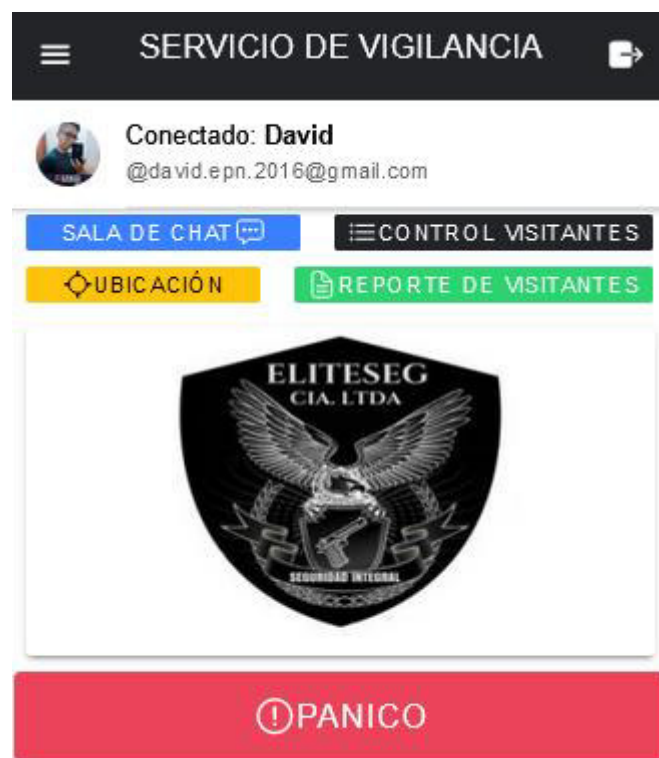 SERVICIO DE VIGILANCIA
Conectado: David
@david.epn.2016@gmail.com
SALA DE CHAT
CONTROL VISITANTES
UBICACIÓN
REPORTE DE VISITANTES
ELITESEG
CIA. LTDA
SEGURIDAD INTEGRAL
PANICO